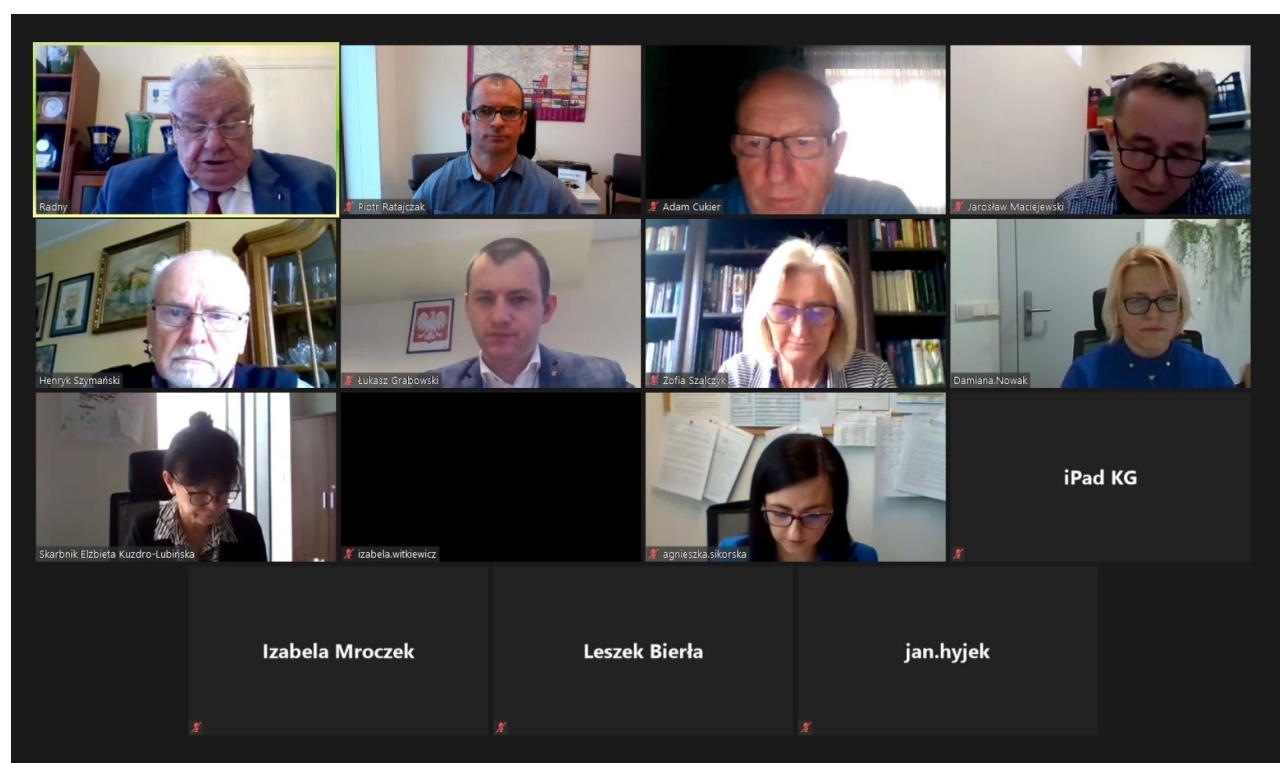 Radny
Piotr Ratajczak
Adam Cukier
Jarosław Maciejewski
Henryk Szymański
Łukasz Grabowski
Zofia Szalczyk
Damiana.Nowak
Skarbnik Elżbieta Kuzdro-Lubińska
izabela.witkiewicz
agnieszka.sikorska
iPad KG
Izabela Mroczek
Leszek Bierła
jan.hyjek